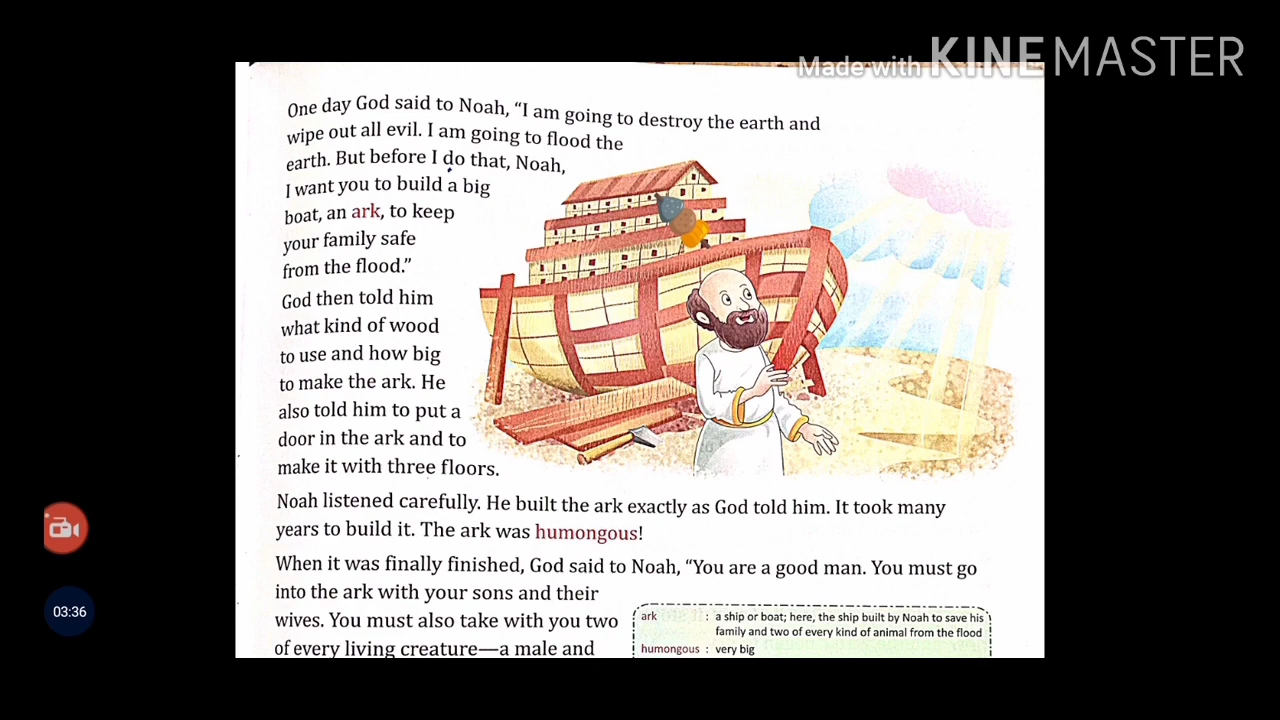 Made with KINEMASTER
One day God said to Noah, “I am going to destroy the earth and
wipe out all evil. I am going to flood the
earth. But before I do that, Noah,
I want you to build a big
boat, an ark, to keep
your family safe
from the flood.”
God then told him
what kind of wood
to use and how big
to make the ark. He
also told him to put a
door in the ark and to
make it with three floors.
Noah listened carefully. He built the ark exactly as God told him. It took many
years to build it. The ark was humongous!
When it was finally finished, God said to Noah, “You are a good man. You must go
into the ark with your sons and their
wives. You must also take with you two
of every living creature—a male and
ark : a ship or boat; here, the ship built by Noah to save his
family and two of every kind of animal from the flood
humongous : very big
03:36